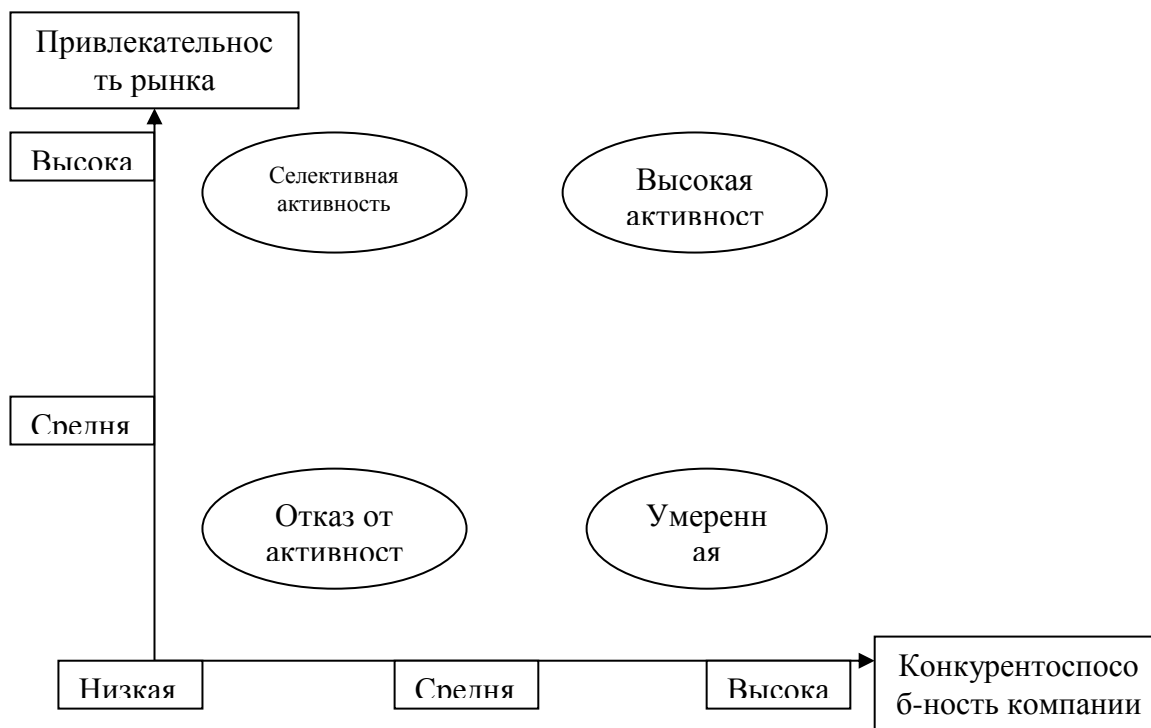 Привлекательнос
ть рынка
Высока
Селективная
активность
Высокая
активност
Средня
Отказ от
активност
Умеренн
ая
Низкая
Средня
Высока
Конкурентоспосо
б-ность компании